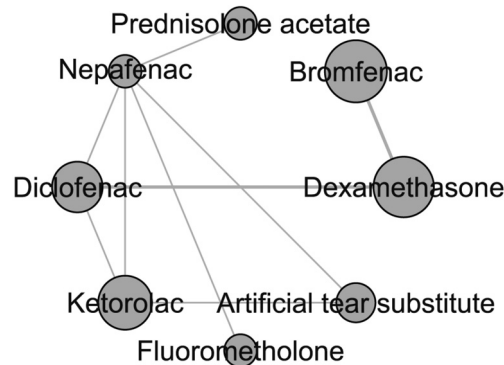 Prednisolone acetate
Nepafenac
Bromfenac
Diclofenac
Dexamethasone
Ketorolac
Artificial tear substitute
Fluorometholone